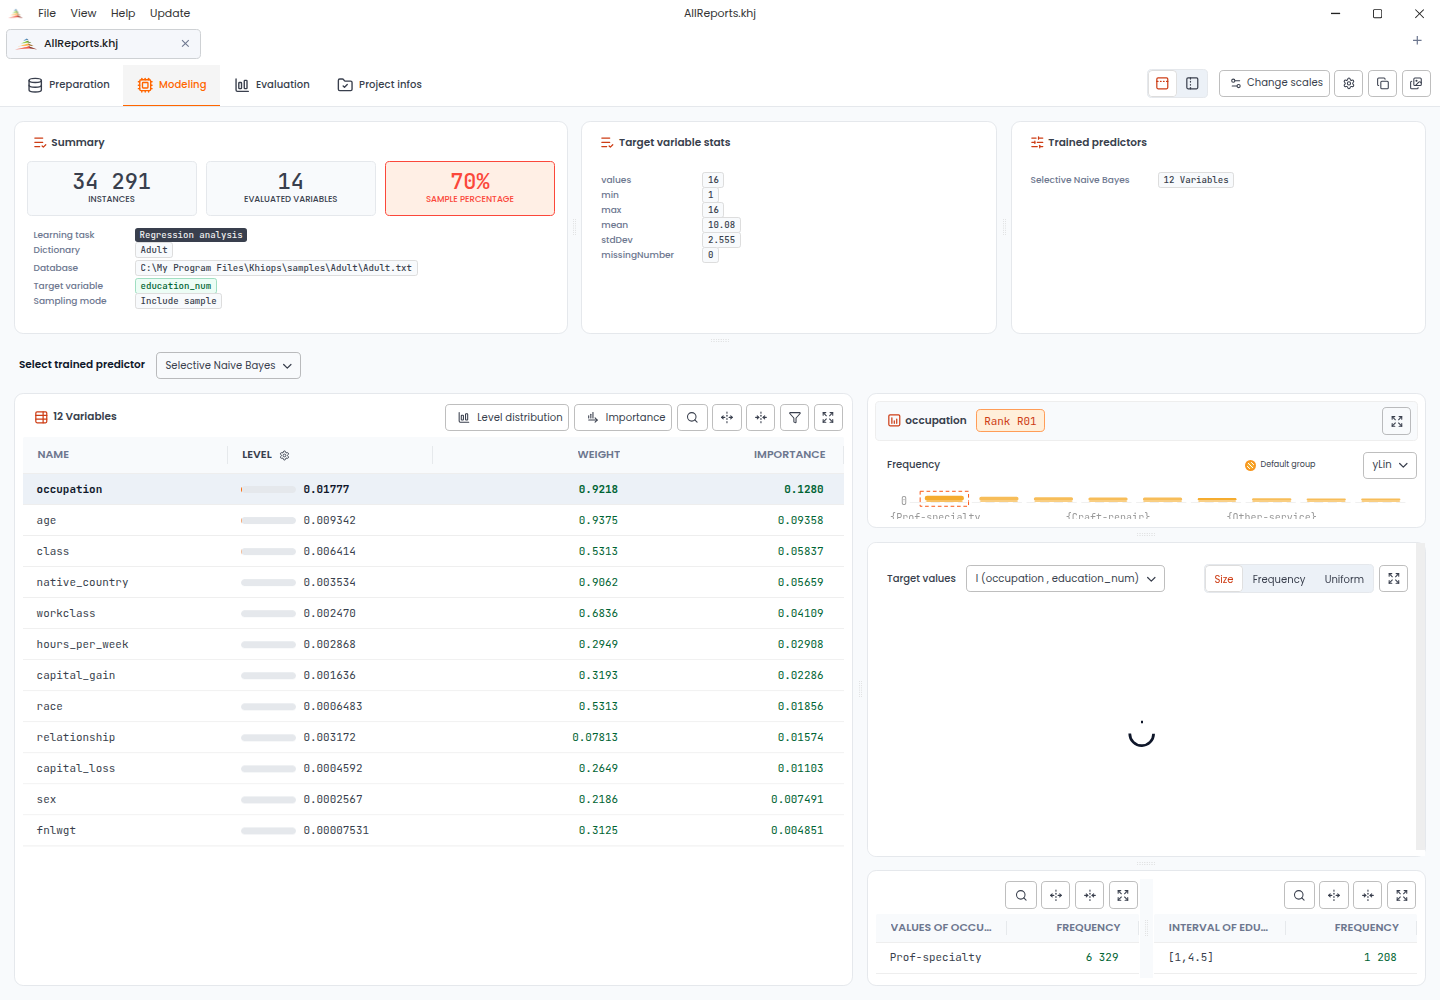 File View Help Update
AllReports.khj
AllReports.khj
Preparation Modeling Evaluation Project infos
Change scales
Summary
34 291
INSTANCES
14
EVALUATED VARIABLES
70%
SAMPLE PERCENTAGE
Learning task Regression analysis
Dictionary Adult
Database C:\My Program Files\Khiops\samples\Adult\Adult.txt
Target variable education_num
Sampling mode Include sample
Target variable stats
values 16
min 1
max 16
mean 10.08
stdDev 2.555
missingNumber 0
Trained predictors
Selective Naive Bayes 12 Variables
Select trained predictor Selective Naive Bayes
12 Variables
Level distribution Importance
NAME LEVEL WEIGHT IMPORTANCE
occupation 0.01777 0.9218 0.1280
age 0.009342 0.9375 0.09358
class 0.006414 0.5313 0.05837
native_country 0.003534 0.9062 0.05659
workclass 0.002470 0.6836 0.04109
hours_per_week 0.002868 0.2949 0.02908
capital_gain 0.001636 0.3193 0.02286
race 0.0006483 0.5313 0.01856
relationship 0.003172 0.07813 0.01574
capital_loss 0.0004592 0.2649 0.01103
sex 0.0002567 0.2186 0.007491
fnlwgt 0.00007531 0.3125 0.004851
occupation Rank R01
Frequency Default group yLin
0
{Prof-specialty {Craft-repair} {Other-service}
Target values I (occupation , education_num) Size Frequency Uniform
VALUES OF OCCU... FREQUENCY
Prof-specialty 6 329
INTERVAL OF EDU... FREQUENCY
[1,4.5] 1 208